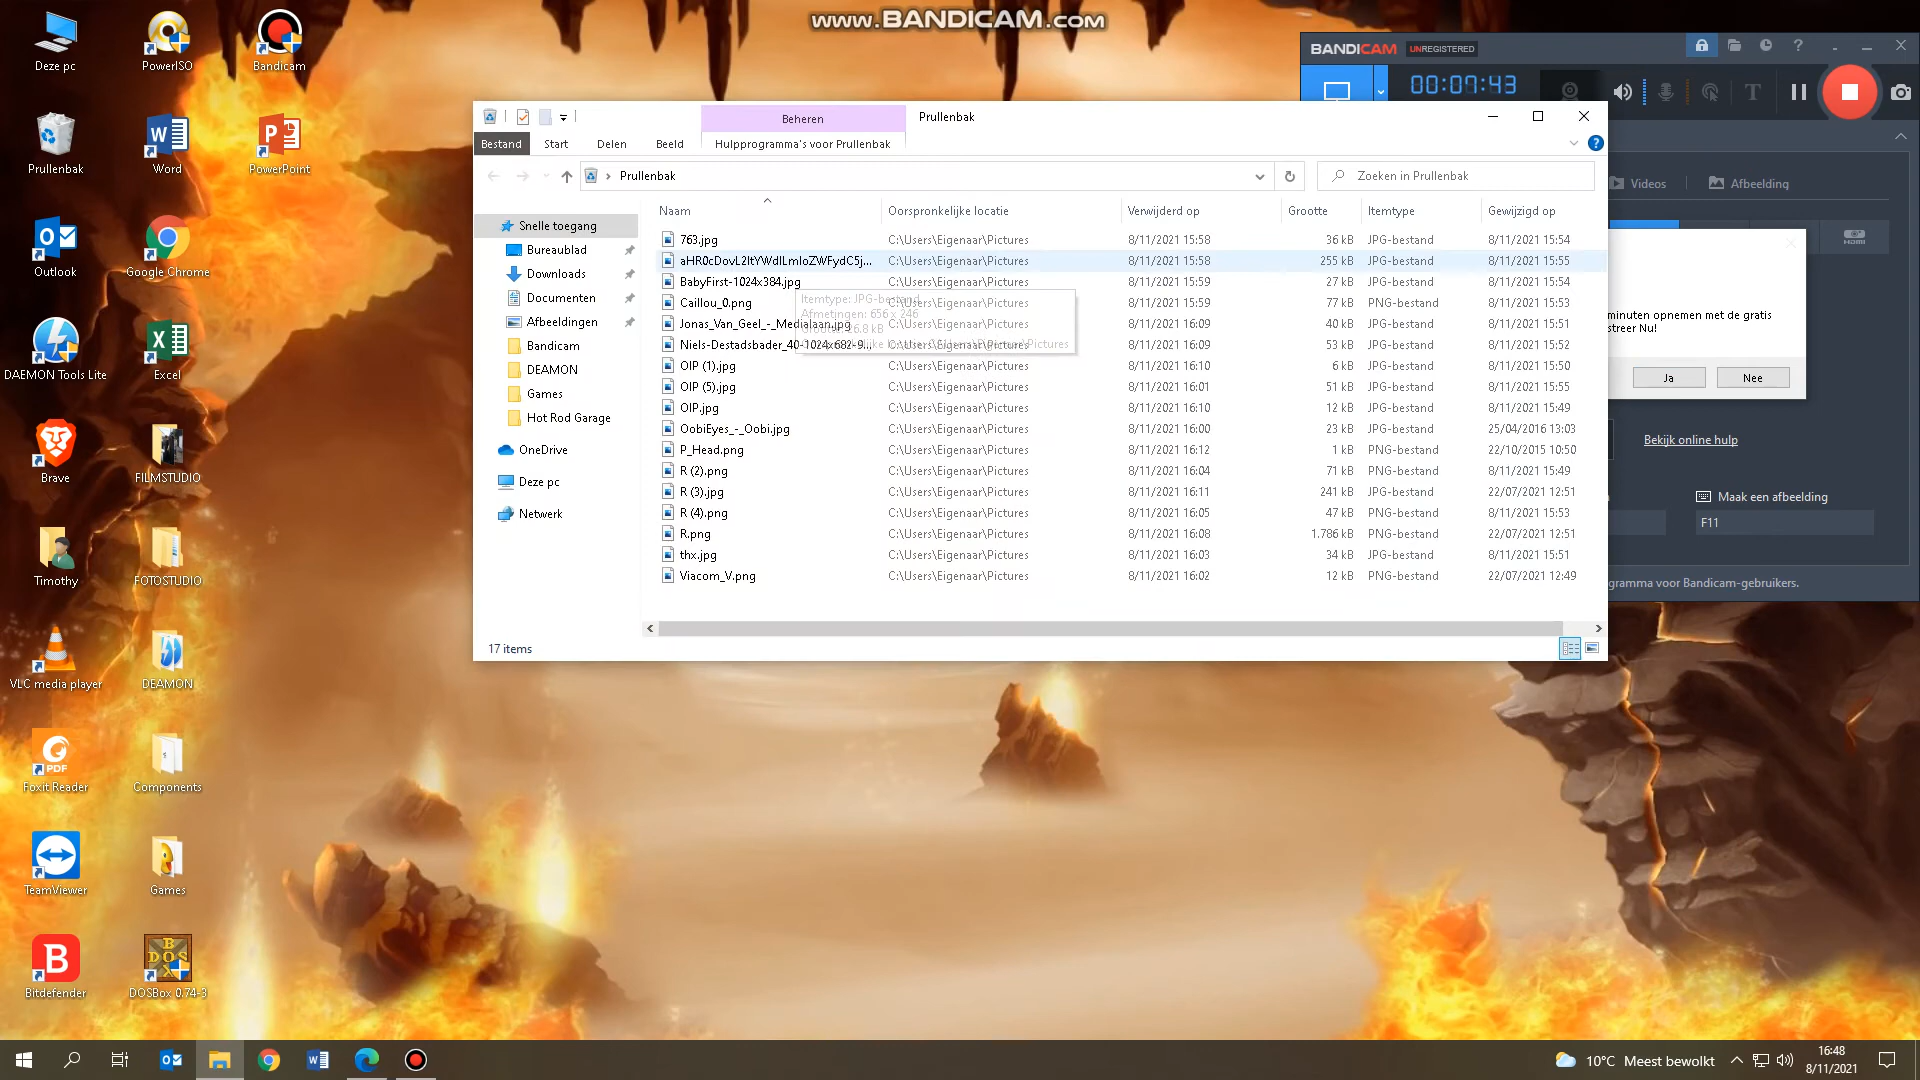 www.BANDICAM.com
Deze pc
PowerISO
Bandicam
Prullenbak
Word
PowerPoint
Outlook
Google Chrome
DAEMON Tools Lite
Excel
Brave
FILMSTUDIO
Timothy
FOTOSTUDIO
VLC media player
DEAMON
Foxit Reader
Components
TeamViewer
Games
Bitdefender
DOSBox 0.74-3
Beheren
Prullenbak
Bestand
Start
Delen
Beeld
Hulpprogramma's voor Prullenbak
Prullenbak
Zoeken in Prullenbak
Snelle toegang
Bureaublad
Downloads
Documenten
Afbeeldingen
Bandicam
DEAMON
Games
Hot Rod Garage
OneDrive
Deze pc
Netwerk
Naam Oorspronkelijke locatie Verwijderd op Grootte Itemtype Gewijzigd op
763.jpg C:\Users\Eigenaar\Pictures 8/11/2021 15:58 36 kB JPG-bestand 8/11/2021 15:54
aHR0cDovL2ltYWdlLmloZWFydC5j... C:\Users\Eigenaar\Pictures 8/11/2021 15:58 255 kB JPG-bestand 8/11/2021 15:55
BabyFirst-1024x384.jpg C:\Users\Eigenaar\Pictures 8/11/2021 15:59 27 kB JPG-bestand 8/11/2021 15:54
Caillou_0.png C:\Users\Eigenaar\Pictures 8/11/2021 15:59 77 kB PNG-bestand 8/11/2021 15:53
Jonas_Van_Geel_-_Medialaan.jpg C:\Users\Eigenaar\Pictures 8/11/2021 16:09 40 kB JPG-bestand 8/11/2021 15:51
Niels-Destadsbader_40-1024x682-9... C:\Users\Eigenaar\Pictures 8/11/2021 16:09 53 kB JPG-bestand 8/11/2021 15:52
OIP (1).jpg C:\Users\Eigenaar\Pictures 8/11/2021 16:10 6 kB JPG-bestand 8/11/2021 15:50
OIP (5).jpg C:\Users\Eigenaar\Pictures 8/11/2021 16:01 51 kB JPG-bestand 8/11/2021 15:55
OIP.jpg C:\Users\Eigenaar\Pictures 8/11/2021 16:10 12 kB JPG-bestand 8/11/2021 15:49
OobiEyes_-_Oobi.jpg C:\Users\Eigenaar\Pictures 8/11/2021 16:00 23 kB JPG-bestand 25/04/2016 13:03
P_Head.png C:\Users\Eigenaar\Pictures 8/11/2021 16:12 1 kB PNG-bestand 22/10/2015 10:50
R (2).png C:\Users\Eigenaar\Pictures 8/11/2021 16:04 71 kB PNG-bestand 8/11/2021 15:49
R (3).jpg C:\Users\Eigenaar\Pictures 8/11/2021 16:11 241 kB JPG-bestand 22/07/2021 12:51
R (4).png C:\Users\Eigenaar\Pictures 8/11/2021 16:05 47 kB PNG-bestand 8/11/2021 15:53
R.png C:\Users\Eigenaar\Pictures 8/11/2021 16:08 1.786 kB PNG-bestand 22/07/2021 12:51
thx.jpg C:\Users\Eigenaar\Pictures 8/11/2021 16:03 34 kB JPG-bestand 8/11/2021 15:51
Viacom_V.png C:\Users\Eigenaar\Pictures 8/11/2021 16:02 12 kB PNG-bestand 22/07/2021 12:49
Itemtype: JPG-bestand
Afmetingen: 656 x 246
17 items
BANDICAM UNREGISTERED
00:07:43
Videos
Afbeelding
HDMI
minuten opnemen met de gratis
streer Nu!
Ja
Nee
Bekijk online hulp
Maak een afbeelding
F11
gramma voor Bandicam-gebruikers.
10°C Meest bewolkt
16:48
8/11/2021